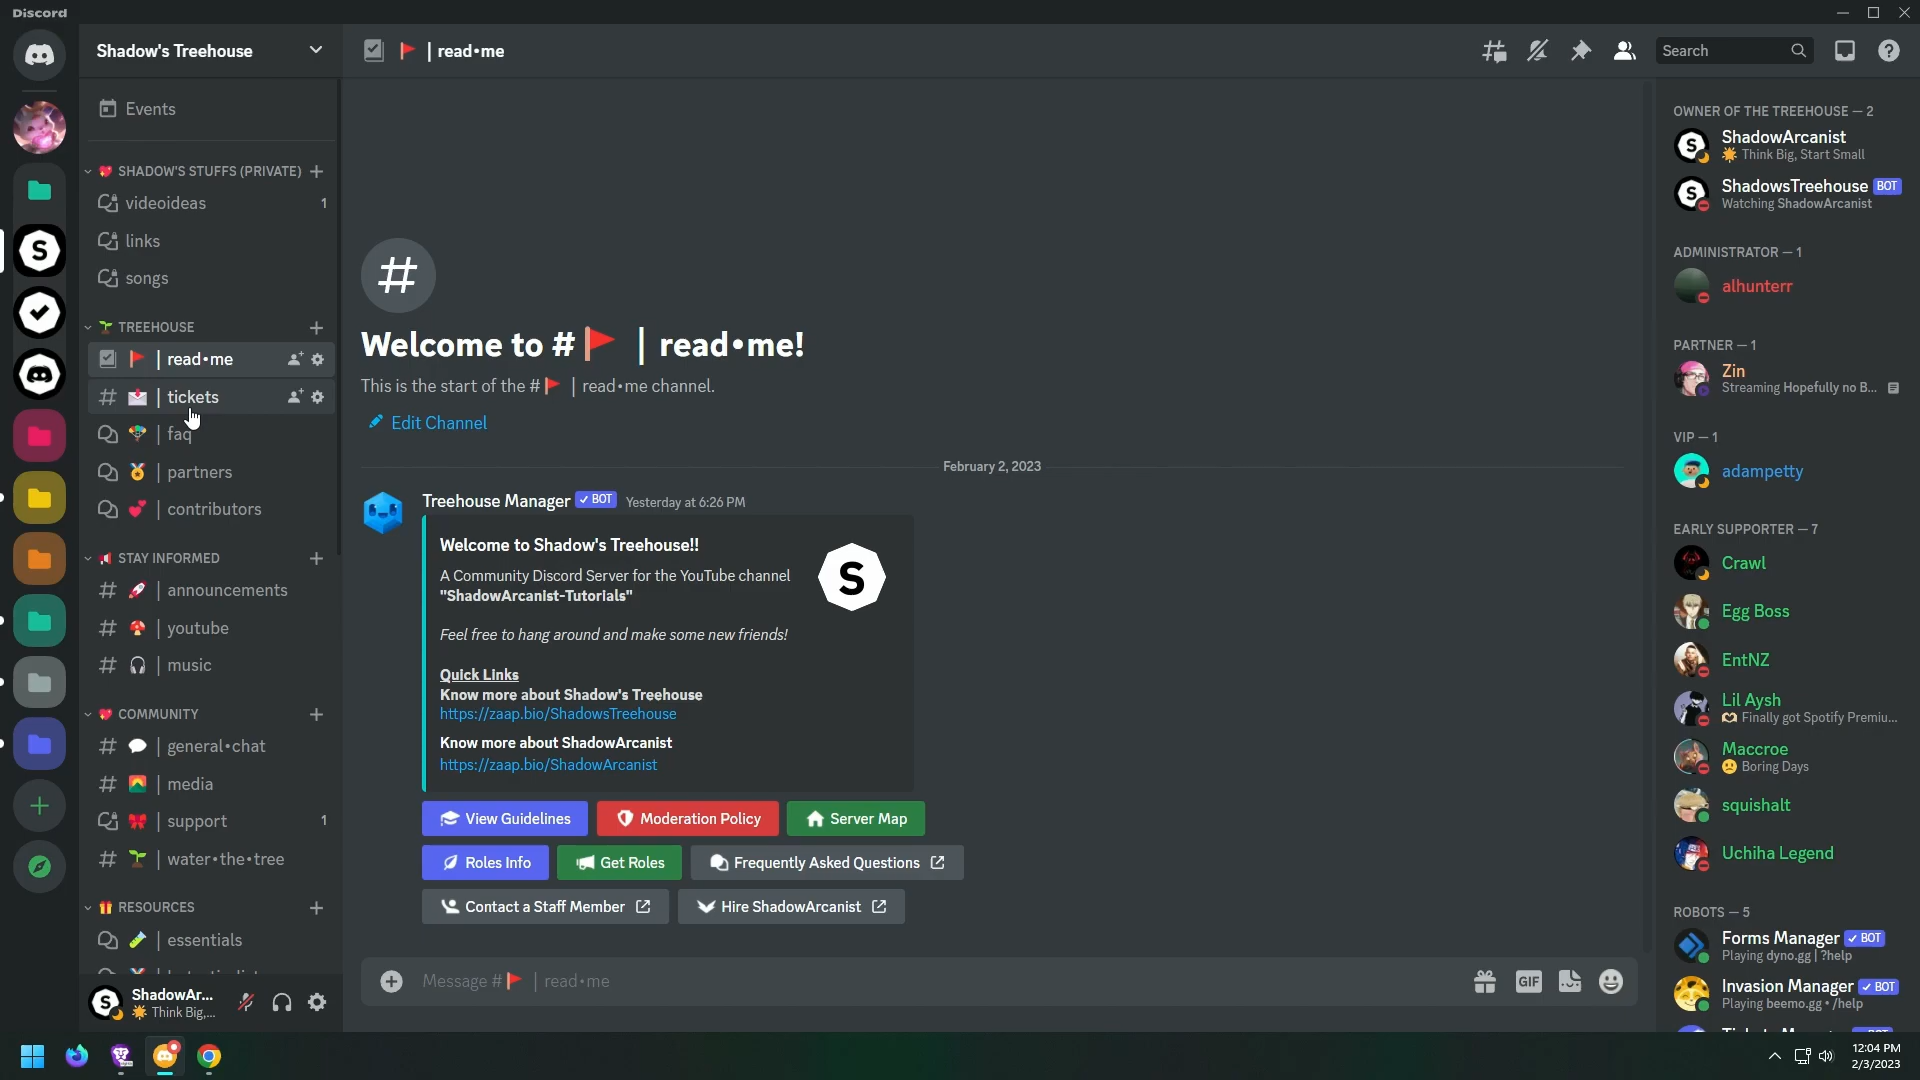 Discord
Shadow's Treehouse
| read•me
Search
Events
SHADOW'S STUFFS (PRIVATE)
videoideas 1
links
songs
TREEHOUSE
| read•me
| tickets
| faq
| partners
| contributors
STAY INFORMED
| announcements
| youtube
| music
COMMUNITY
| general•chat
| media
| support 1
| water•the•tree
RESOURCES
| essentials
S ShadowAr...
Think Big,...
Welcome to # | read•me!
This is the start of the # | read•me channel.
Edit Channel
February 2, 2023
Treehouse Manager ✓ BOT Yesterday at 6:26 PM
Welcome to Shadow's Treehouse!!
A Community Discord Server for the YouTube channel
"ShadowArcanist-Tutorials"
S
Feel free to hang around and make some new friends!
Quick Links
Know more about Shadow's Treehouse
https://zaap.bio/ShadowsTreehouse
Know more about ShadowArcanist
https://zaap.bio/ShadowArcanist
View Guidelines Moderation Policy Server Map
Roles Info Get Roles Frequently Asked Questions
Contact a Staff Member Hire ShadowArcanist
Message # | read•me
GIF
OWNER OF THE TREEHOUSE — 2
S ShadowArcanist
Think Big, Start Small
S ShadowsTreehouse BOT
Watching ShadowArcanist
ADMINISTRATOR — 1
alhunterr
PARTNER — 1
Zin
Streaming Hopefully no B...
VIP — 1
adampetty
EARLY SUPPORTER — 7
Crawl
Egg Boss
EntNZ
Lil Aysh
Finally got Spotify Premiu...
Maccroe
Boring Days
squishalt
Uchiha Legend
ROBOTS — 5
Forms Manager ✓ BOT
Playing dyno.gg | ?help
Invasion Manager ✓ BOT
Playing beemo.gg • /help
12:04 PM
2/3/2023